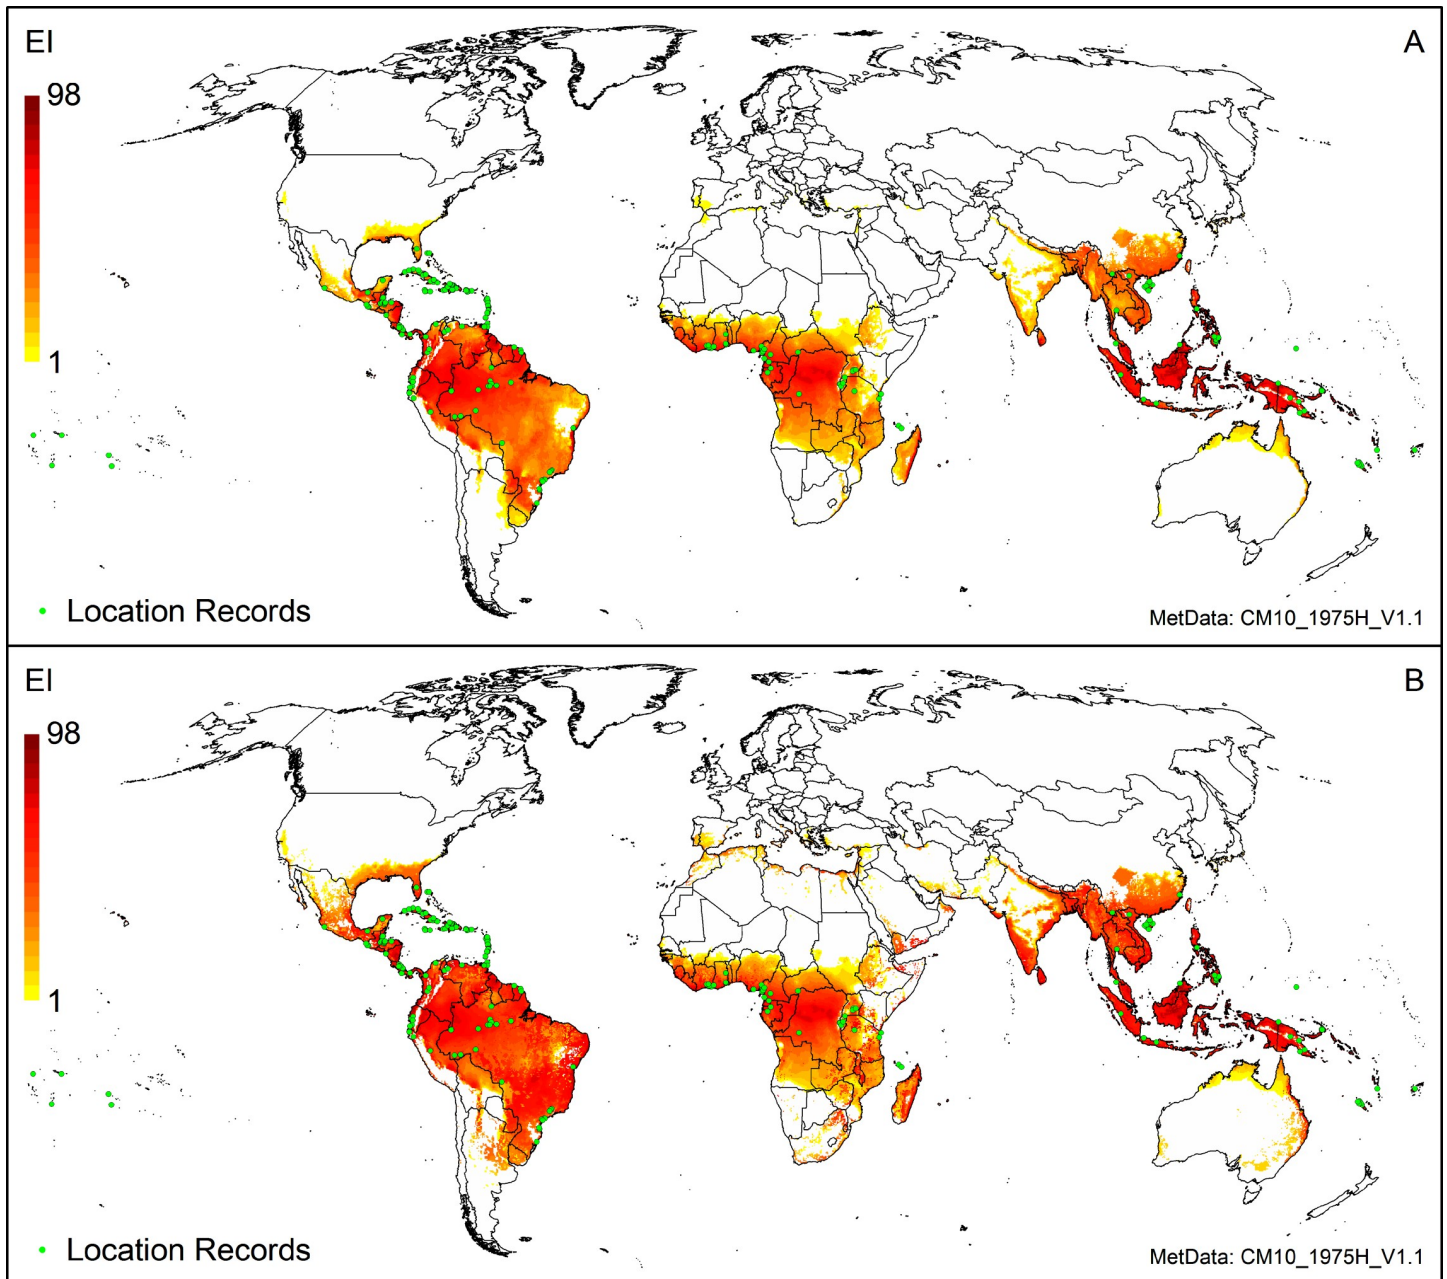 EI
A
98
1
Location Records
MetData: CM10_1975H_V1.1
EI
B
98
1
Location Records
MetData: CM10_1975H_V1.1